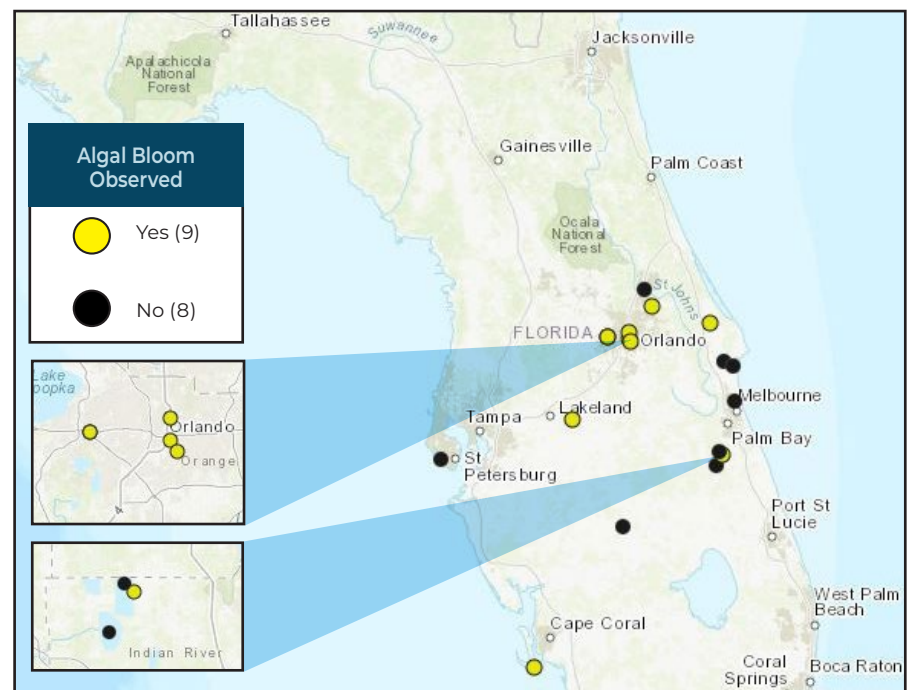 Tallahassee
Suwannee
Jacksonville
Apalachicola
National
Forest
Algal Bloom
Observed
Yes (9)
No (8)
Gainesville
Palm Coast
Ocala
National
Forest
St Johns
FLORIDA
Orlando
Melbourne
Lakeland
Tampa
Palm Bay
St
Petersburg
Port St
Lucie
West Palm
Beach
Cape Coral
Coral
Springs
Boca Raton
Lake
popka
Orlando
Orange
Indian River